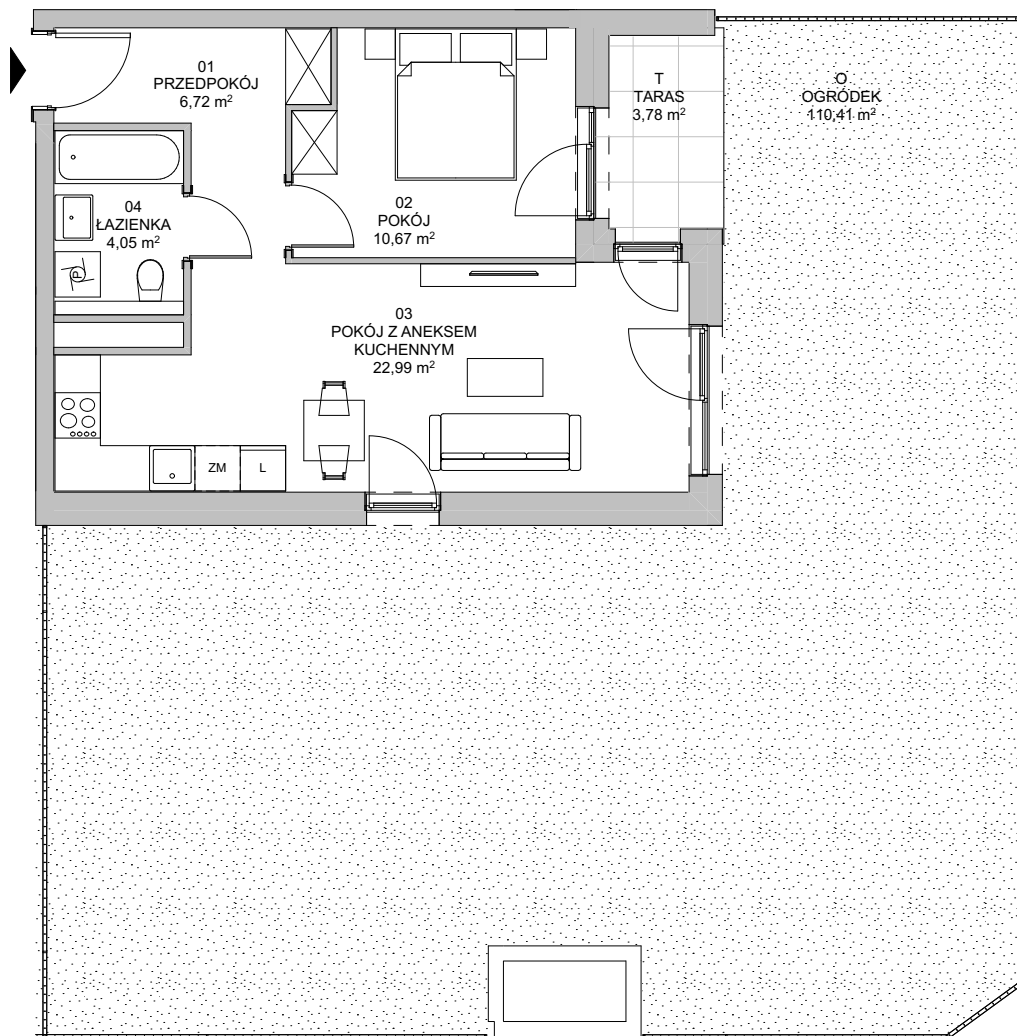 01
PRZEDPOKÓJ
6,72 m²
02
POKÓJ
10,67 m²
T
TARAS
3,78 m²
O
OGRÓDEK
110,41 m²
04
ŁAZIENKA
4,05 m²
P
03
POKÓJ Z ANEKSEM
KUCHENNYM
22,99 m²
ZM
L